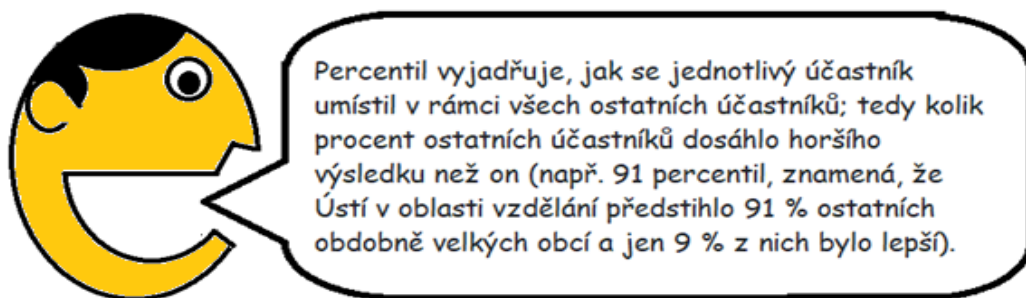 Percentil vyjadřuje, jak se jednotlivý účastník
umístil v rámci všech ostatních účastníků; tedy kolik
procent ostatních účastníků dosáhlo horšího
výsledku než on (např. 91 percentil, znamená, že
Ústí v oblasti vzdělání předstihlo 91 % ostatních
obdobně velkých obcí a jen 9 % z nich bylo lepší).